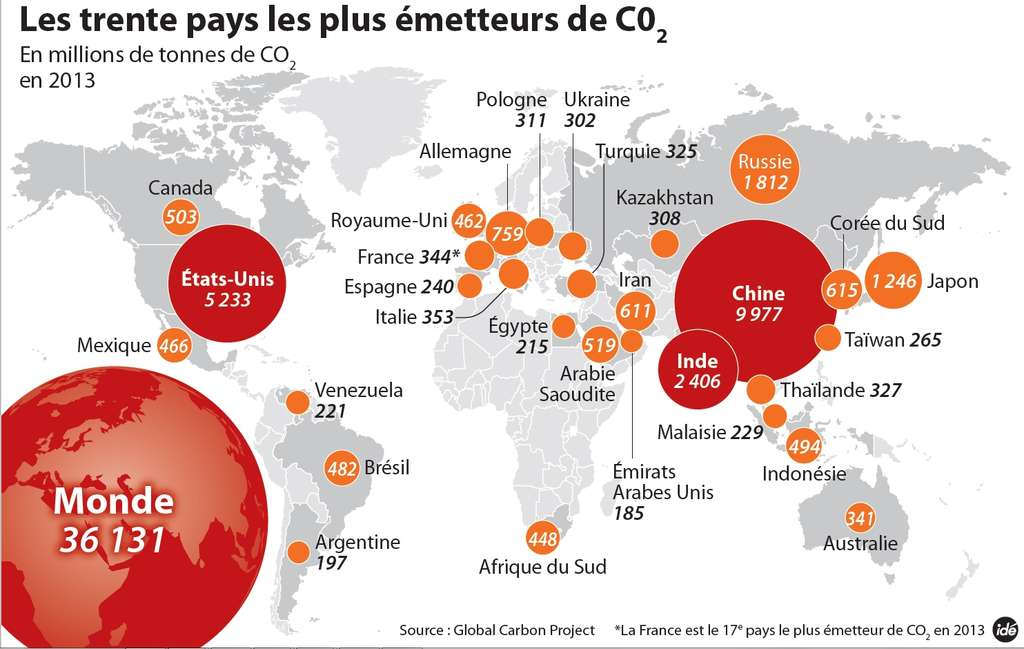 Les trente pays les plus émetteurs de C0₂
En millions de tonnes de CO₂
en 2013
Pologne
311
Ukraine
302
Allemagne
759
Turquie 325
Russie
1 812
Canada
503
Kazakhstan
308
Royaume-Uni 462
Corée du Sud
615
France 344*
États-Unis
5 233
Iran
611
Chine
9 977
1 246 Japon
Espagne 240
Italie 353
Égypte
215
519
Arabie
Saoudite
Mexique 466
Taïwan 265
Inde
2 406
Venezuela
221
Thaïlande 327
Malaisie 229
494
Indonésie
482 Brésil
Émirats
Arabes Unis
185
Monde
36 131
341
Australie
Argentine
197
448
Afrique du Sud
Source : Global Carbon Project
*La France est le 17ᵉ pays le plus émetteur de CO₂ en 2013
idé